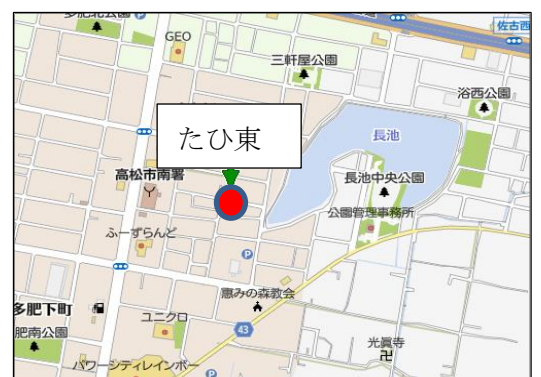 多肥北公園
佐古西
GEO
三軒屋公園
浴西公園
たひ東
長池
高松市南署
長池中央公園
公園管理事務所
ふーずらんど
恵みの森教会
多肥下町
ユニクロ
43
肥南公園
光眞寺
パワーシティレインボー